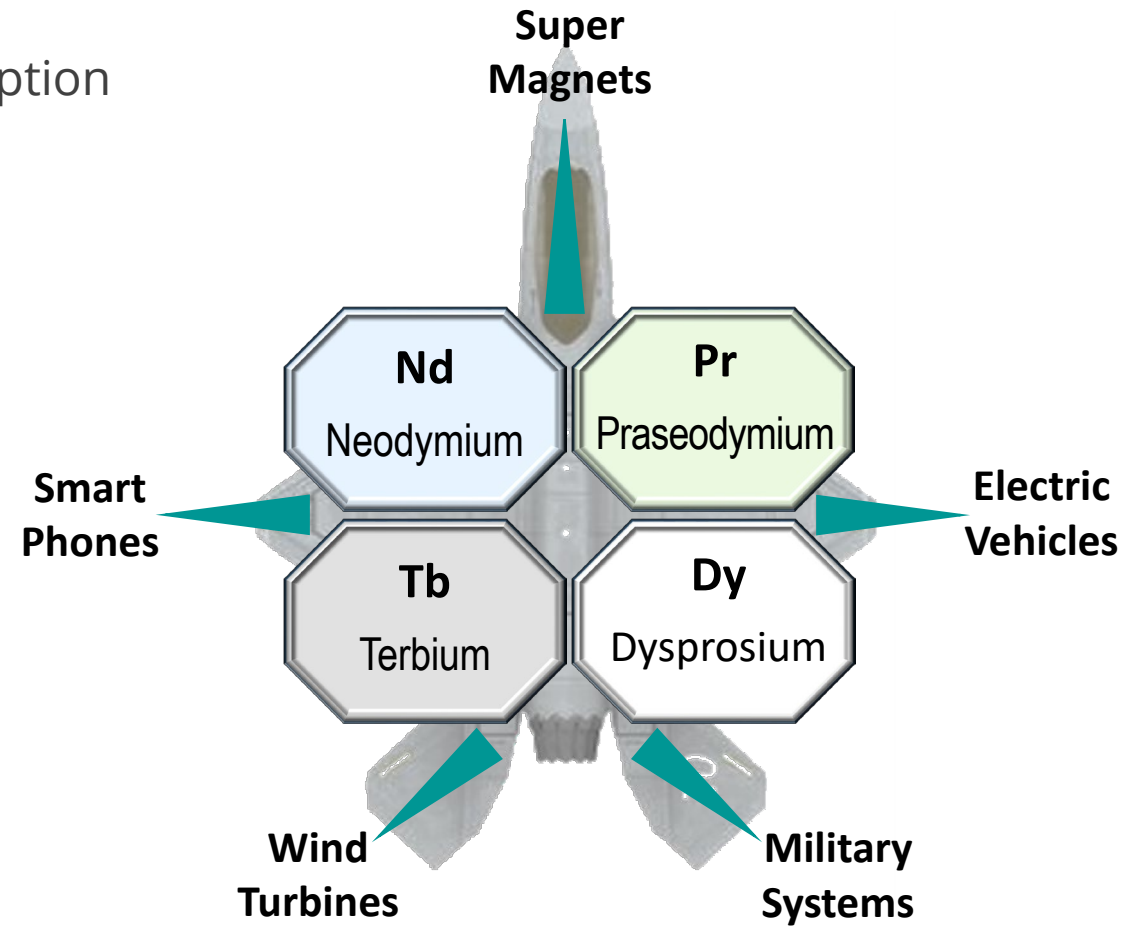 Super
Magnets
ption
Nd
Neodymium
Pr
Praseodymium
Smart
Phones
Electric
Vehicles
Tb
Terbium
Dy
Dysprosium
Wind
Turbines
Military
Systems